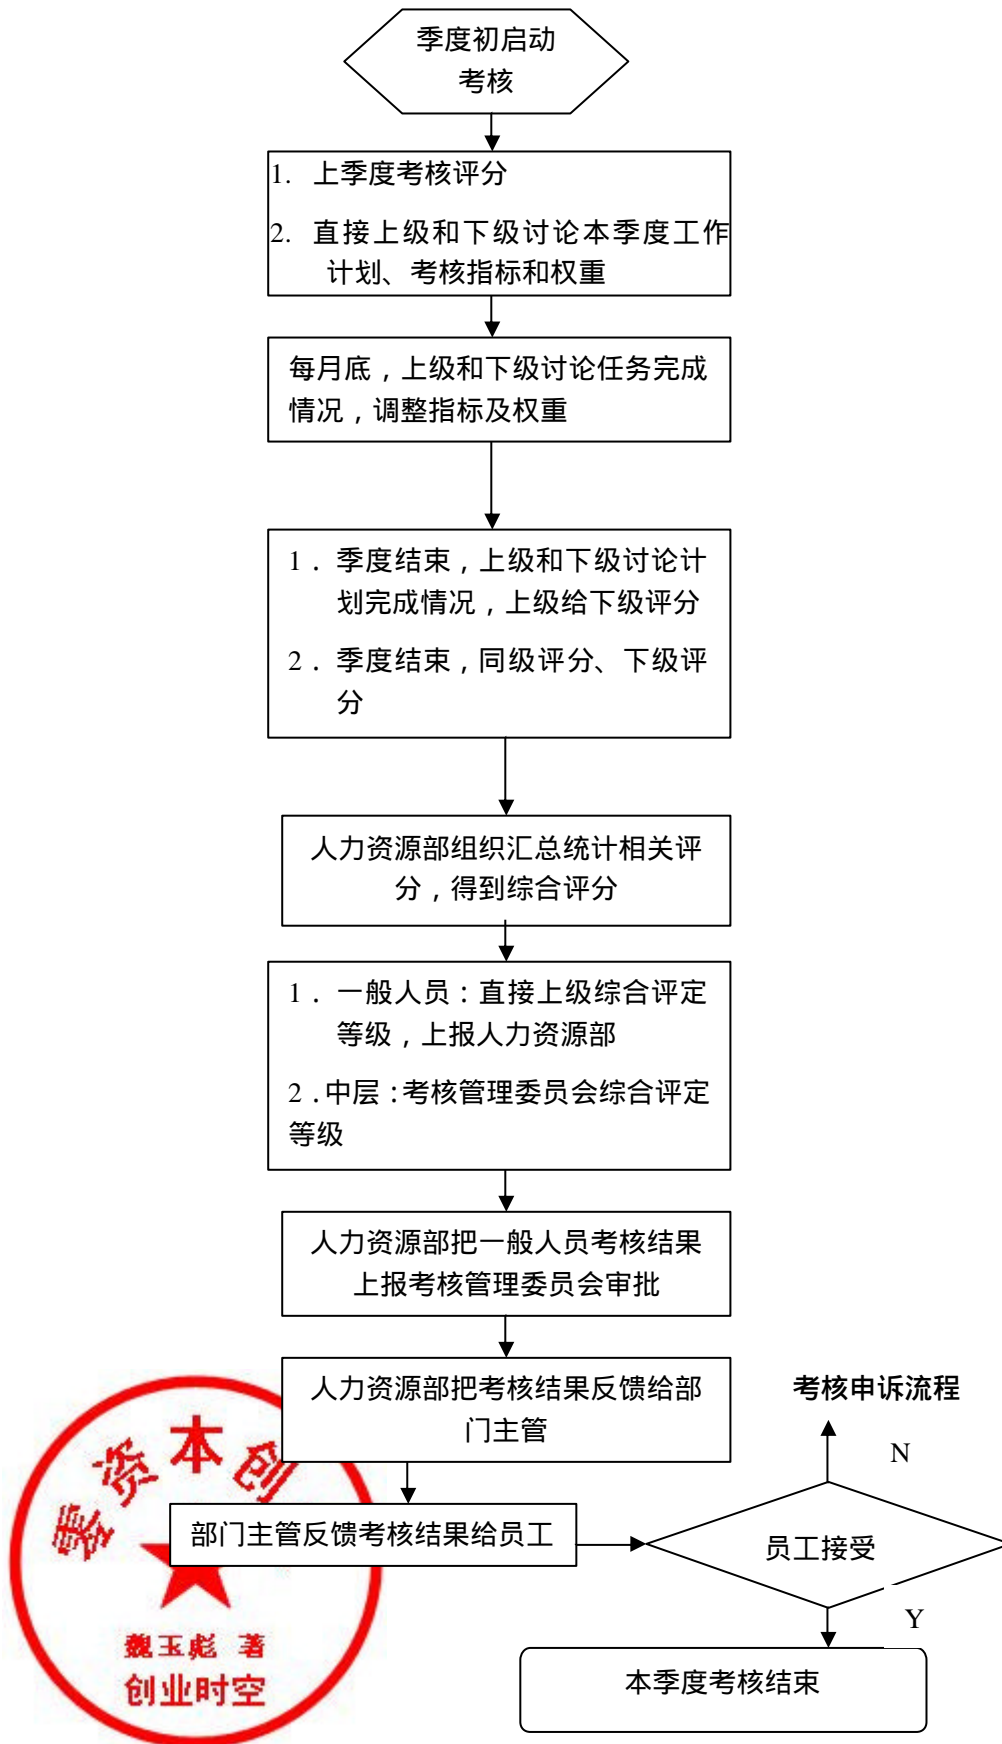 季度初启动
考核
1. 上季度考核评分
2. 直接上级和下级讨论本季度工作
计划、考核指标和权重
每月底，上级和下级讨论任务完成
情况，调整指标及权重
1． 季度结束，上级和下级讨论计
划完成情况，上级给下级评分
2． 季度结束，同级评分、下级评
分
人力资源部组织汇总统计相关评
分，得到综合评分
1． 一般人员：直接上级综合评定
等级，上报人力资源部
2．中层：考核管理委员会综合评定
等级
人力资源部把一般人员考核结果
上报考核管理委员会审批
人力资源部把考核结果反馈给部
门主管
考核申诉流程
N
部门主管反馈考核结果给员工
员工接受
Y
本季度考核结束
零资本创
魏玉彪 著
创业时空